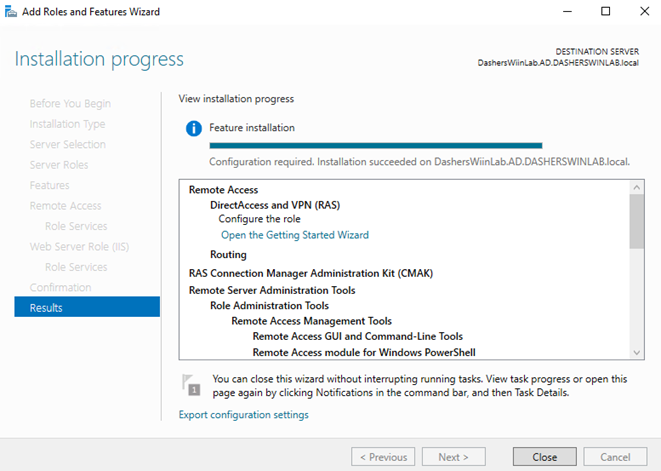 Add Roles and Features Wizard
Installation progress
DESTINATION SERVER
DashersWiinLab.AD.DASHERSWINLAB.local
Before You Begin
Installation Type
Server Selection
Server Roles
Features
Remote Access
Role Services
Web Server Role (IIS)
Role Services
Confirmation
Results
View installation progress
Feature installation
Configuration required. Installation succeeded on DashersWiinLab.AD.DASHERSWINLAB.local.
Remote Access
DirectAccess and VPN (RAS)
Configure the role
Open the Getting Started Wizard
Routing
RAS Connection Manager Administration Kit (CMAK)
Remote Server Administration Tools
Role Administration Tools
Remote Access Management Tools
Remote Access GUI and Command-Line Tools
Remote Access module for Windows PowerShell
1
You can close this wizard without interrupting running tasks. View task progress or open this
page again by clicking Notifications in the command bar, and then Task Details.
Export configuration settings
< Previous
Next >
Close
Cancel